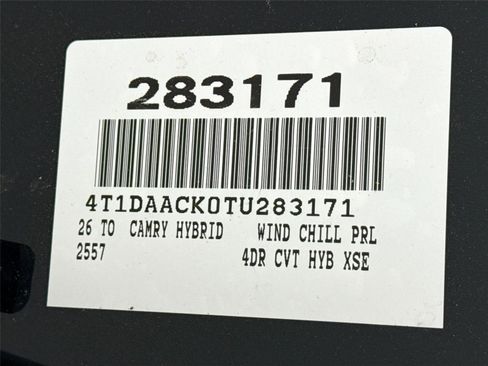 283171
4T1DAACK0TU283171
26 TO CAMRY HYBRID WIND CHILL PRL
2557 4DR CVT HYB XSE